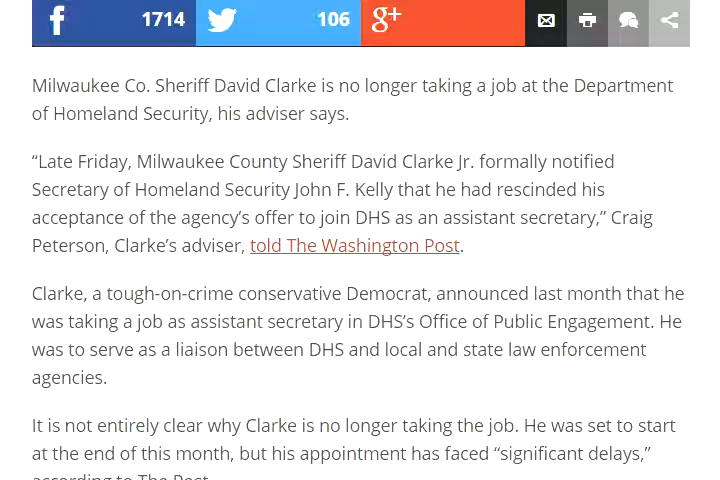 f 1714 106 g+
Milwaukee Co. Sheriff David Clarke is no longer taking a job at the Department
of Homeland Security, his adviser says.
“Late Friday, Milwaukee County Sheriff David Clarke Jr. formally notified
Secretary of Homeland Security John F. Kelly that he had rescinded his
acceptance of the agency’s offer to join DHS as an assistant secretary,” Craig
Peterson, Clarke’s adviser, told The Washington Post.
Clarke, a tough-on-crime conservative Democrat, announced last month that he
was taking a job as assistant secretary in DHS’s Office of Public Engagement. He
was to serve as a liaison between DHS and local and state law enforcement
agencies.
It is not entirely clear why Clarke is no longer taking the job. He was set to start
at the end of this month, but his appointment has faced “significant delays,”
according to The Post.